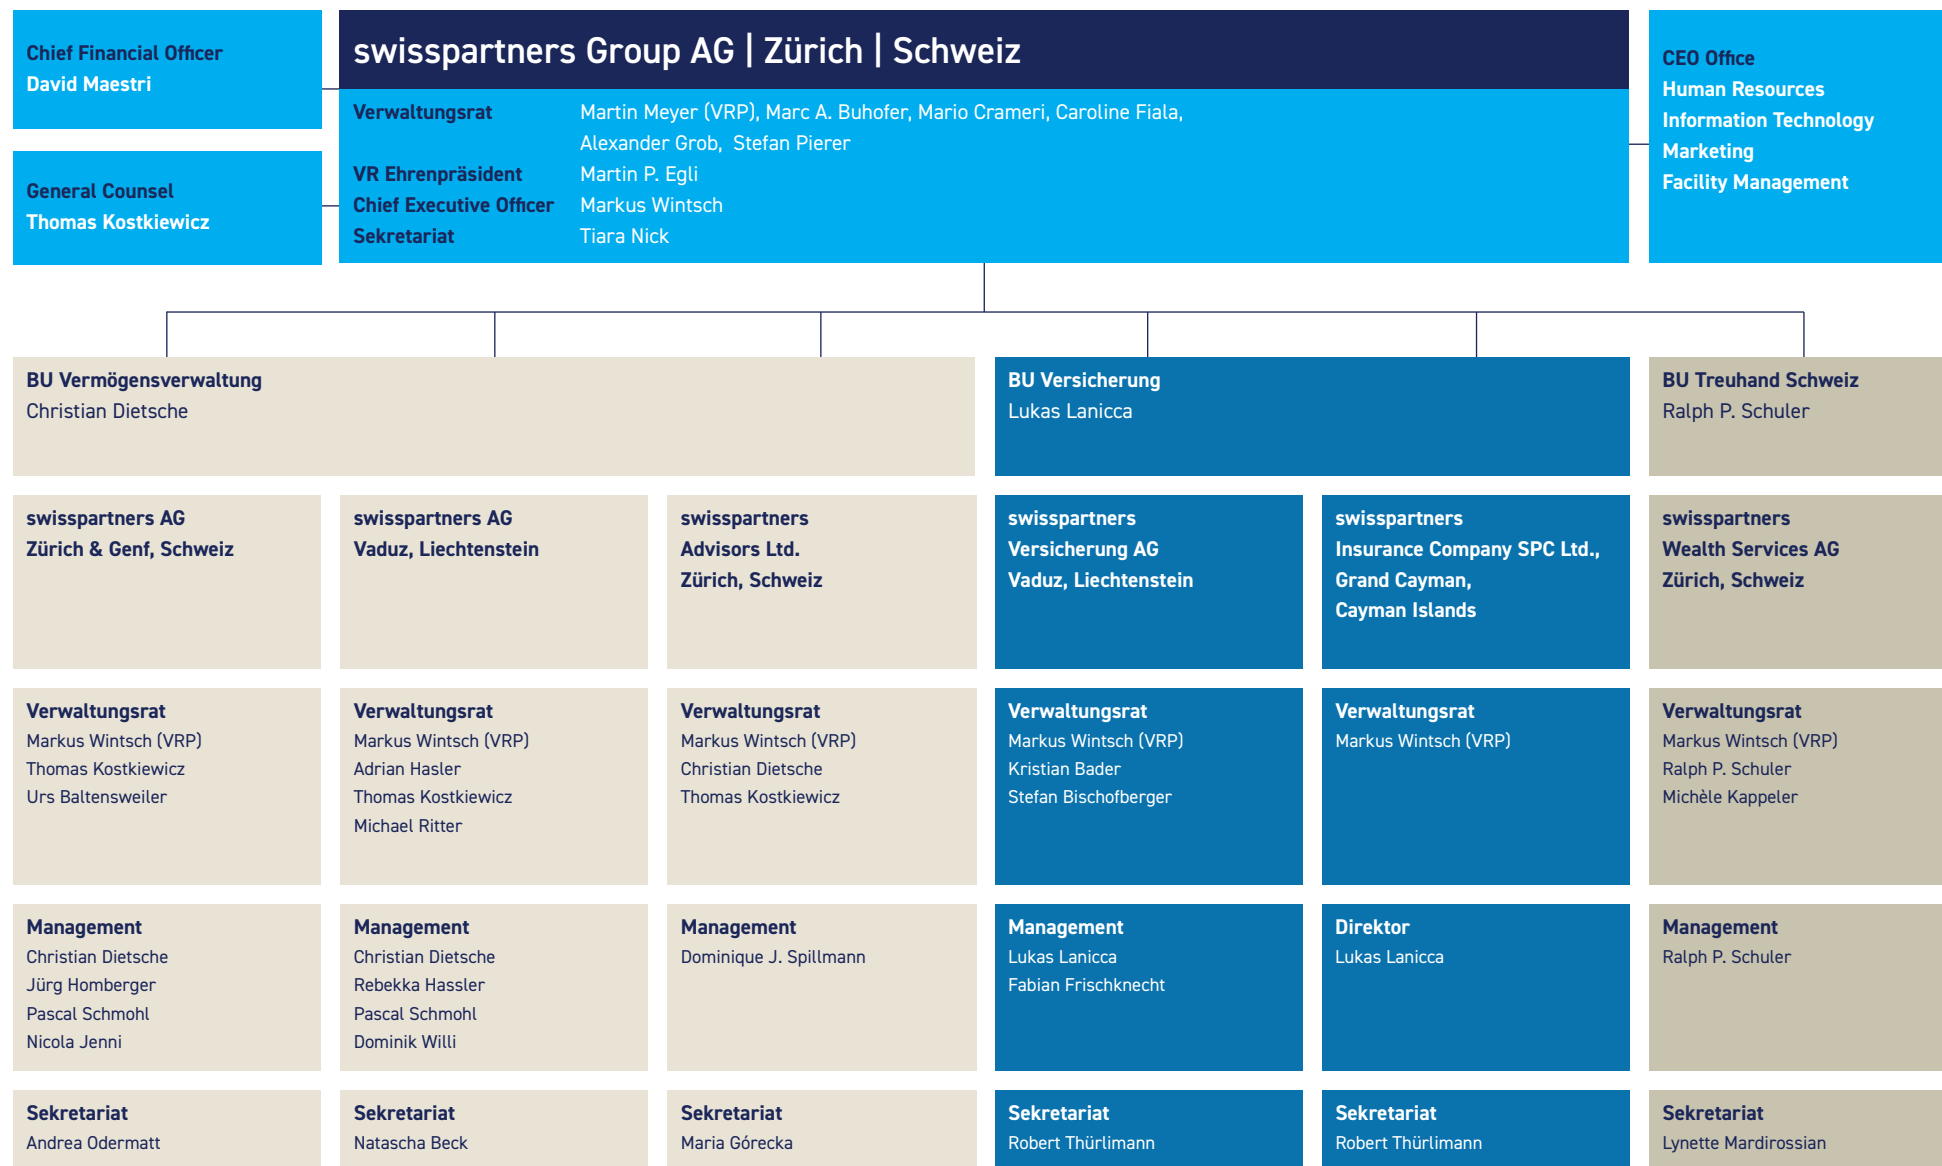 Chief Financial Officer
David Maestri
General Counsel
Thomas Kostkiewicz
swisspartners Group AG | Zürich | Schweiz
Verwaltungsrat Martin Meyer (VRP), Marc A. Buhofer, Mario Crameri, Caroline Fiala,
Alexander Grob, Stefan Pierer
VR Ehrenpräsident Martin P. Egli
Chief Executive Officer Markus Wintsch
Sekretariat Tiara Nick
CEO Office
Human Resources
Information Technology
Marketing
Facility Management
BU Vermögensverwaltung
Christian Dietsche
BU Versicherung
Lukas Lanicca
BU Treuhand Schweiz
Ralph P. Schuler
swisspartners AG
Zürich & Genf, Schweiz
swisspartners AG
Vaduz, Liechtenstein
swisspartners
Advisors Ltd.
Zürich, Schweiz
swisspartners
Versicherung AG
Vaduz, Liechtenstein
swisspartners
Insurance Company SPC Ltd.,
Grand Cayman,
Cayman Islands
swisspartners
Wealth Services AG
Zürich, Schweiz
Verwaltungsrat
Markus Wintsch (VRP)
Thomas Kostkiewicz
Urs Baltensweiler
Verwaltungsrat
Markus Wintsch (VRP)
Adrian Hasler
Thomas Kostkiewicz
Michael Ritter
Verwaltungsrat
Markus Wintsch (VRP)
Christian Dietsche
Thomas Kostkiewicz
Verwaltungsrat
Markus Wintsch (VRP)
Kristian Bader
Stefan Bischofberger
Verwaltungsrat
Markus Wintsch (VRP)
Verwaltungsrat
Markus Wintsch (VRP)
Ralph P. Schuler
Michèle Kappeler
Management
Christian Dietsche
Jürg Homberger
Pascal Schmohl
Nicola Jenni
Management
Christian Dietsche
Rebekka Hassler
Pascal Schmohl
Dominik Willi
Management
Dominique J. Spillmann
Management
Lukas Lanicca
Fabian Frischknecht
Direktor
Lukas Lanicca
Management
Ralph P. Schuler
Sekretariat
Andrea Odermatt
Sekretariat
Natascha Beck
Sekretariat
Maria Górecka
Sekretariat
Robert Thürlimann
Sekretariat
Robert Thürlimann
Sekretariat
Lynette Mardirossian